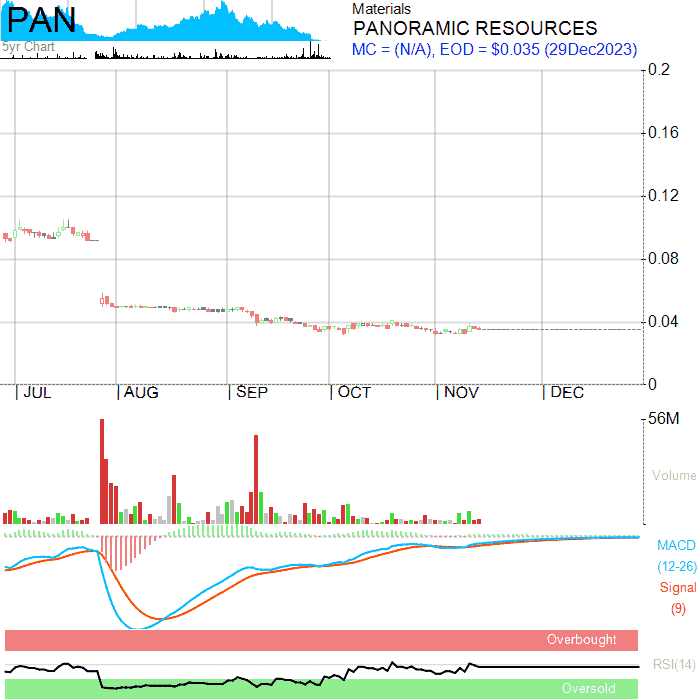 PAN
5yr Chart
Materials
PANORAMIC RESOURCES
MC = (N/A), EOD = $0.035 (29Dec2023)
0.2
0.16
0.12
0.08
0.04
0
JUL AUG SEP OCT NOV DEC
56M
Volume
MACD
(12-26)
Signal
(9)
Overbought
RSI(14)
Oversold